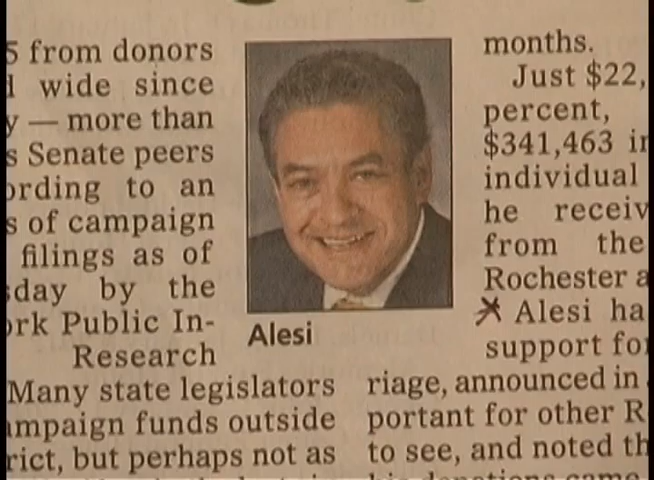 5 from donors
wide since
y — more than
s Senate peers
ording to an
s of campaign
filings as of
day by the
ork Public In-
Research
Many state legislators
ampaign funds outside
rict, but perhaps not as
Alesi
months.
Just $22,
percent,
$341,463 in
individual
he receiv
from the
Rochester a
Alesi ha
support fo
riage, announced in
portant for other R
to see, and noted th
donations came